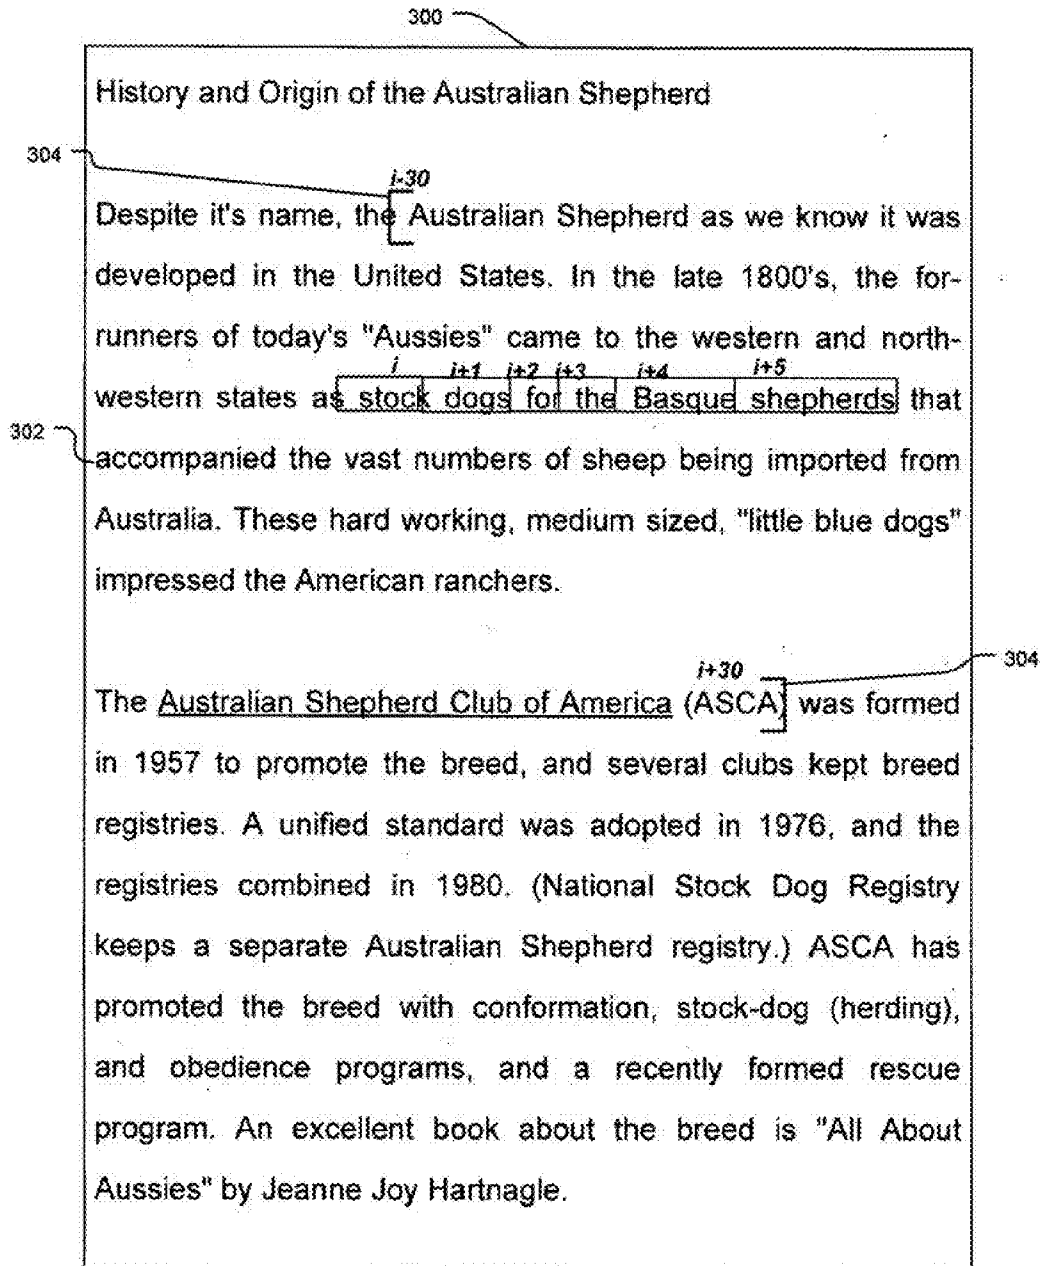 300
History and Origin of the Australian Shepherd
304
i-30
Despite it's name, the Australian Shepherd as we know it was
developed in the United States. In the late 1800's, the for-
runners of today's "Aussies" came to the western and north-
i i+1 i+2 i+3 i+4 i+5
western states as stock dogs for the Basque shepherds that
302
accompanied the vast numbers of sheep being imported from
Australia. These hard working, medium sized, "little blue dogs"
impressed the American ranchers.
i+30
304
The Australian Shepherd Club of America (ASCA) was formed
in 1957 to promote the breed, and several clubs kept breed
registries. A unified standard was adopted in 1976, and the
registries combined in 1980. (National Stock Dog Registry
keeps a separate Australian Shepherd registry.) ASCA has
promoted the breed with conformation, stock-dog (herding),
and obedience programs, and a recently formed rescue
program. An excellent book about the breed is "All About
Aussies" by Jeanne Joy Hartnagle.